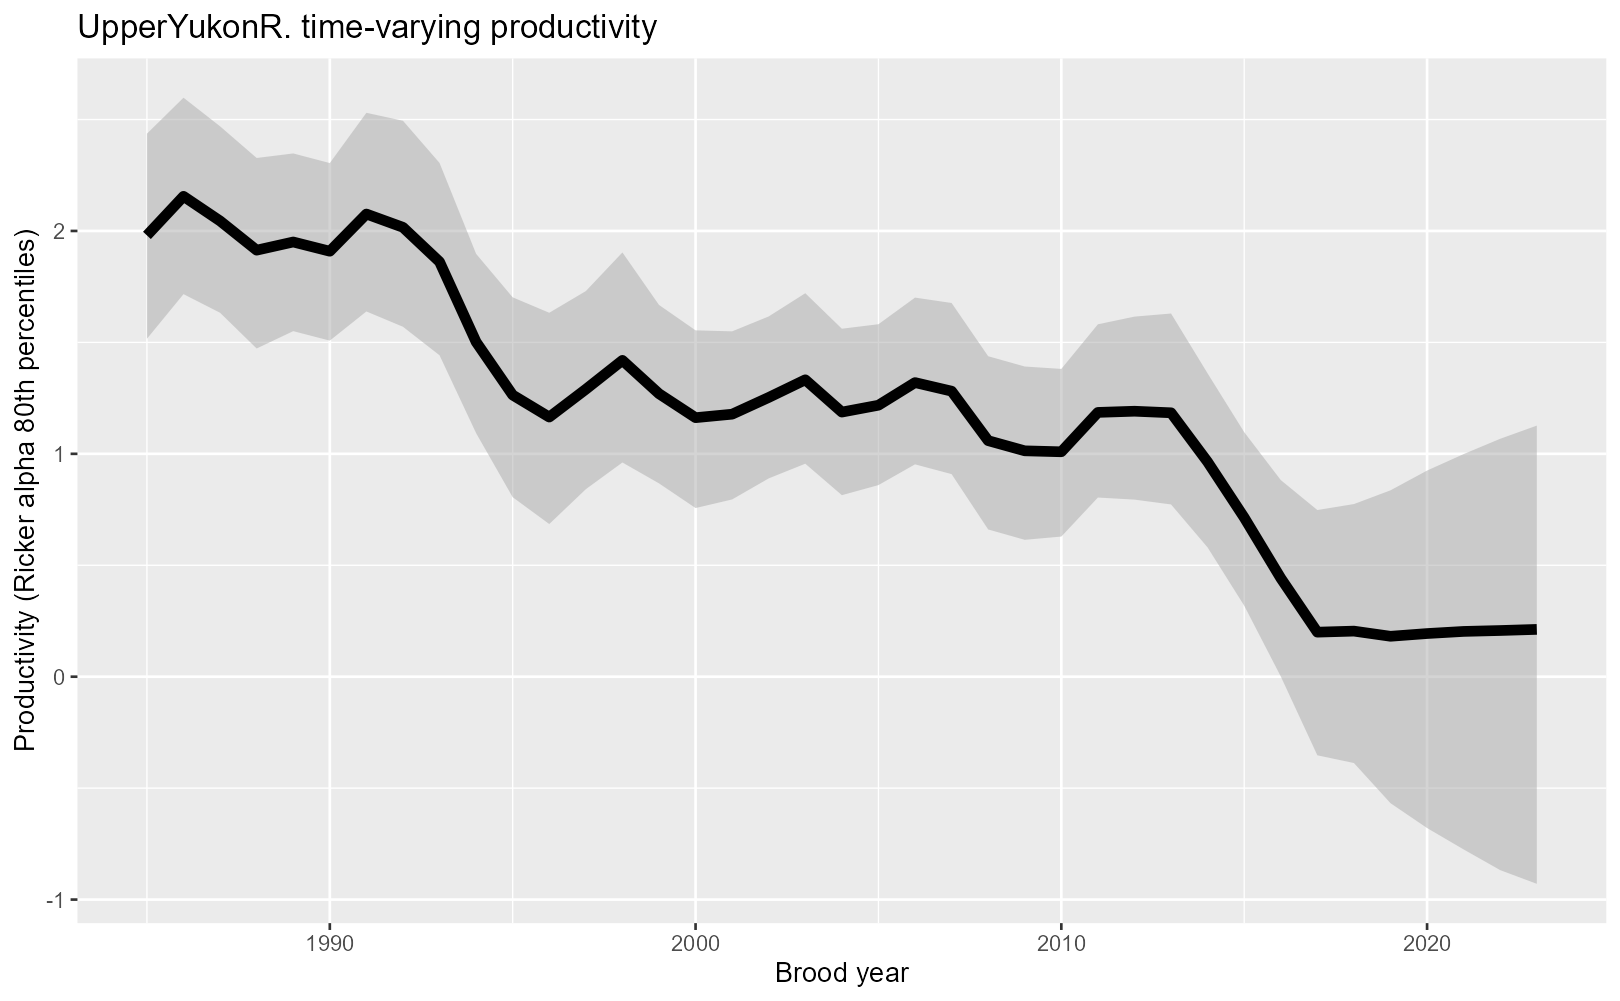 UpperYukonR. time-varying productivity
Productivity (Ricker alpha 80th percentiles)
2
1
0
-1
1990
2000
2010
2020
Brood year